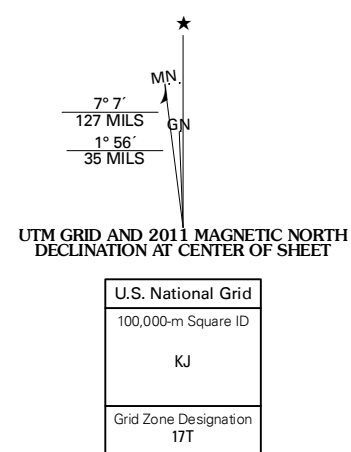 ★
MN.
7° 7´
127 MILS
GN
1° 56´
35 MILS
UTM GRID AND 2011 MAGNETIC NORTH
DECLINATION AT CENTER OF SHEET
U.S. National Grid
100,000-m Square ID
KJ
Grid Zone Designation
17T